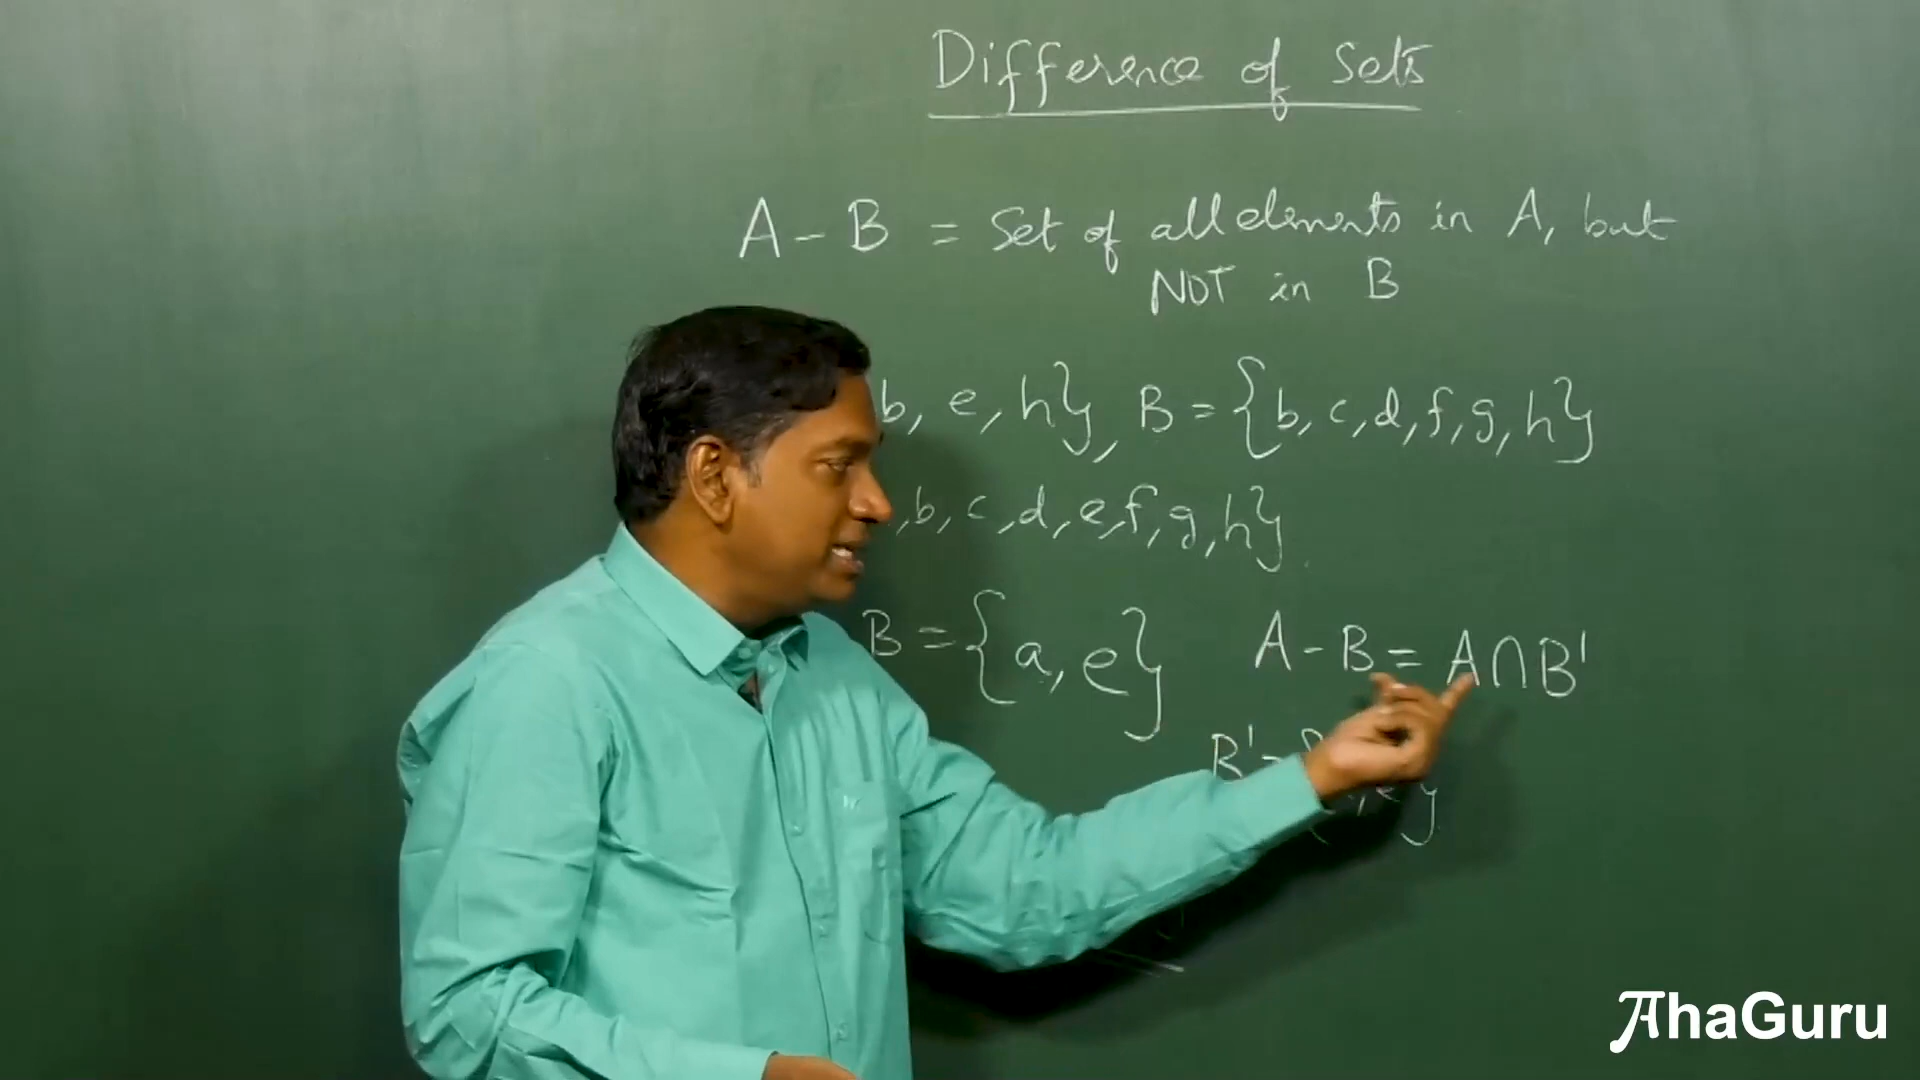 Difference of Sets
A - B = Set of all elements in A, but
NOT in B
b, e, h}, B = {b, c, d, f, g, h}
, b, c, d, e, f, g, h}
B = {a, e} A - B = A∩B'
B' =
, e}
AhaGuru